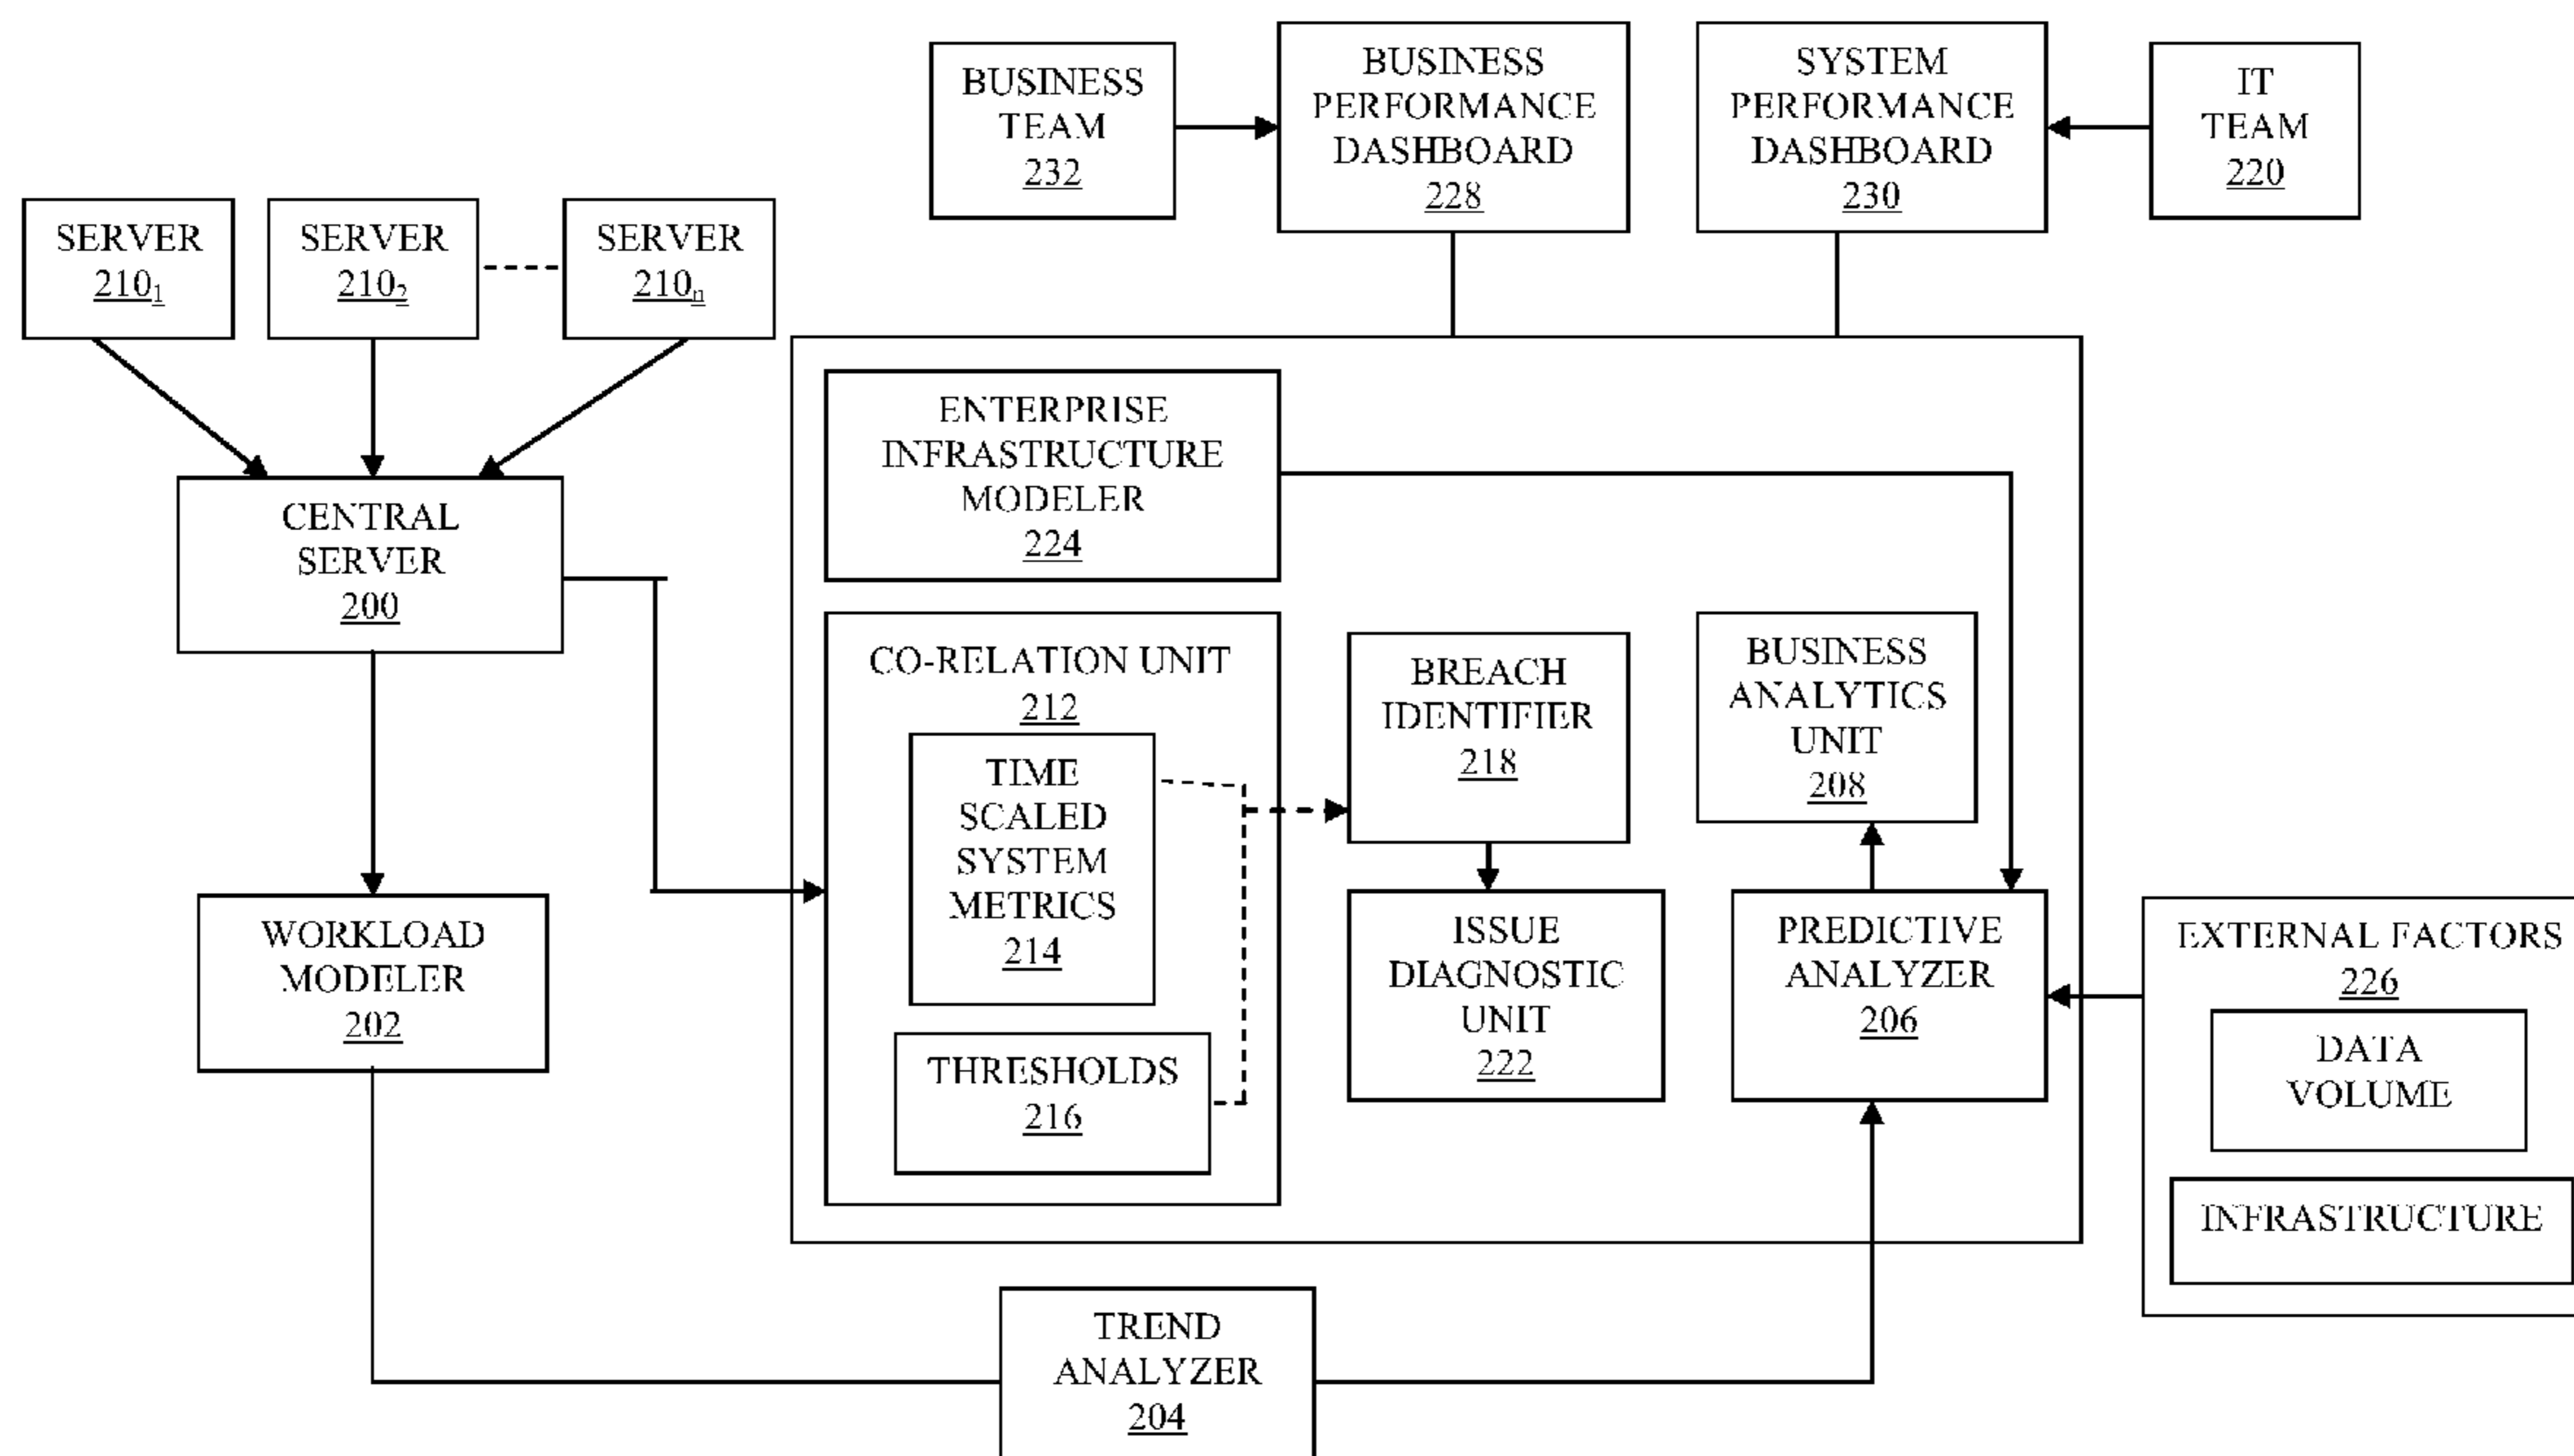 BUSINESS
TEAM
232
BUSINESS
PERFORMANCE
DASHBOARD
228
SYSTEM
PERFORMANCE
DASHBOARD
230
IT
TEAM
220
SERVER
210₁
SERVER
210₂
SERVER
210ₙ
CENTRAL
SERVER
200
ENTERPRISE
INFRASTRUCTURE
MODELER
224
CO-RELATION UNIT
212
TIME
SCALED
SYSTEM
METRICS
214
THRESHOLDS
216
BREACH
IDENTIFIER
218
BUSINESS
ANALYTICS
UNIT
208
ISSUE
DIAGNOSTIC
UNIT
222
PREDICTIVE
ANALYZER
206
EXTERNAL FACTORS
226
DATA
VOLUME
INFRASTRUCTURE
WORKLOAD
MODELER
202
TREND
ANALYZER
204